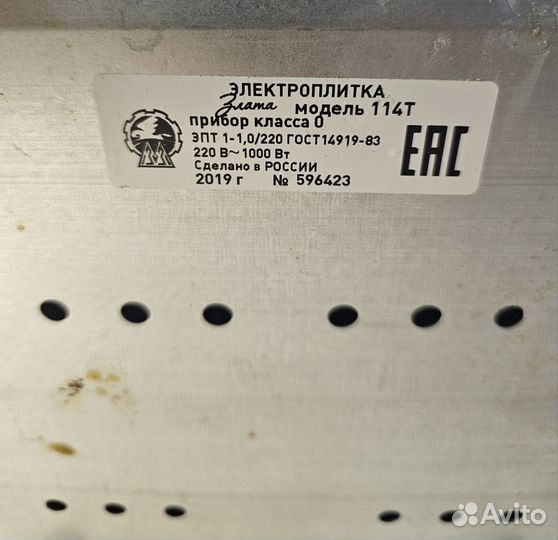 ЭЛЕКТРОПЛИТКА
Злата модель 114Т
прибор класса 0
ЭПТ 1-1,0/220 ГОСТ14919-83
220 В~1000 Вт
Сделано в РОССИИ
2019 г № 596423
EAC
Avito